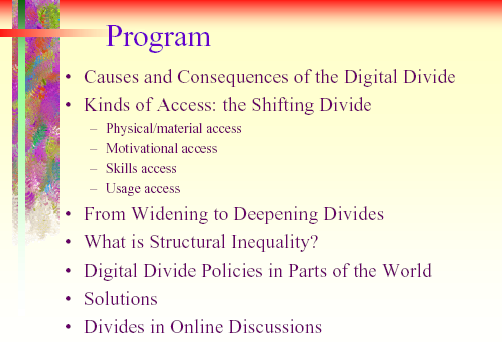 Program
• Causes and Consequences of the Digital Divide
• Kinds of Access: the Shifting Divide
– Physical/material access
– Motivational access
– Skills access
– Usage access
• From Widening to Deepening Divides
• What is Structural Inequality?
• Digital Divide Policies in Parts of the World
• Solutions
• Divides in Online Discussions